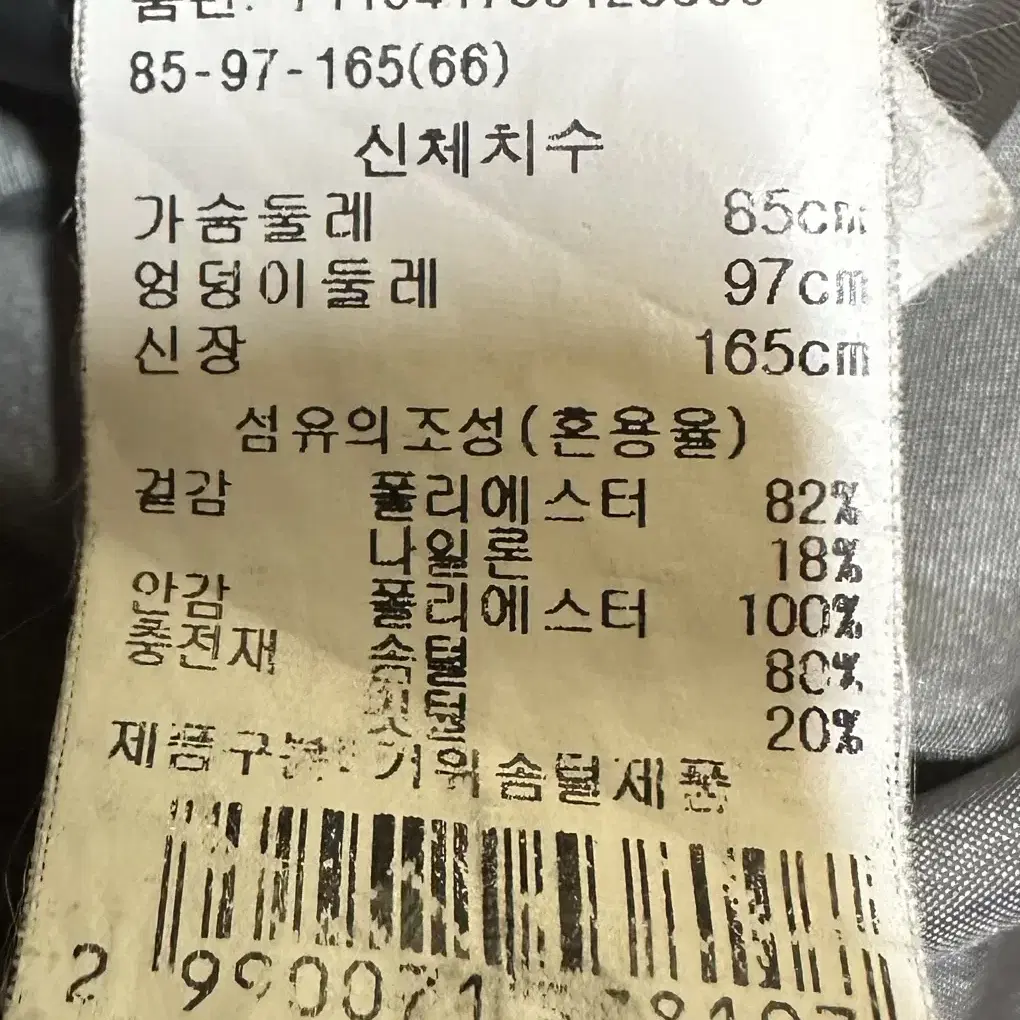 85-97-165(66)
신체치수
가슴둘레 85cm
엉덩이둘레 97cm
신장 165cm
섬유의조성(혼용율)
겉감 폴리에스터 82%
나일론 18%
안감 폴리에스터 100%
충전재 솜털 80%
깃털 20%
제품구분: 거위솜털제품